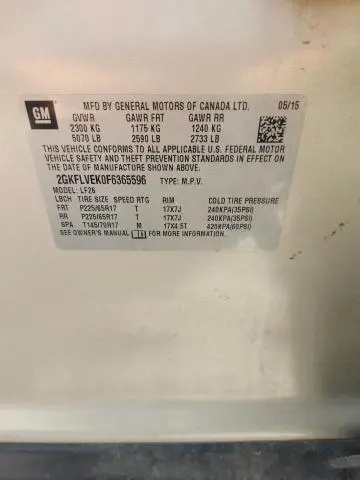 GM
MFD BY GENERAL MOTORS OF CANADA LTD. 05/15
GVWR GAWR FRT GAWR RR
2300 KG 1175 KG 1240 KG
5070 LB 2590 LB 2733 LB
THIS VEHICLE CONFORMS TO ALL APPLICABLE U.S. FEDERAL MOTOR
VEHICLE SAFETY AND THEFT PREVENTION STANDARDS IN EFFECT ON THE
DATE OF MANUFACTURE SHOWN ABOVE.
2GKFLVEK0F6365596 TYPE: M.P.V.
MODEL: LF26
LBCH TIRE SIZE SPEED RTG RIM COLD TIRE PRESSURE
FRT P225/65R17 T 17X7J 240KPA(35PSI)
RR P225/65R17 T 17X7J 240KPA(35PSI)
SPA T145/70R17 M 17X4.5T 420KPA(60PSI)
SEE OWNER'S MANUAL FOR MORE INFORMATION